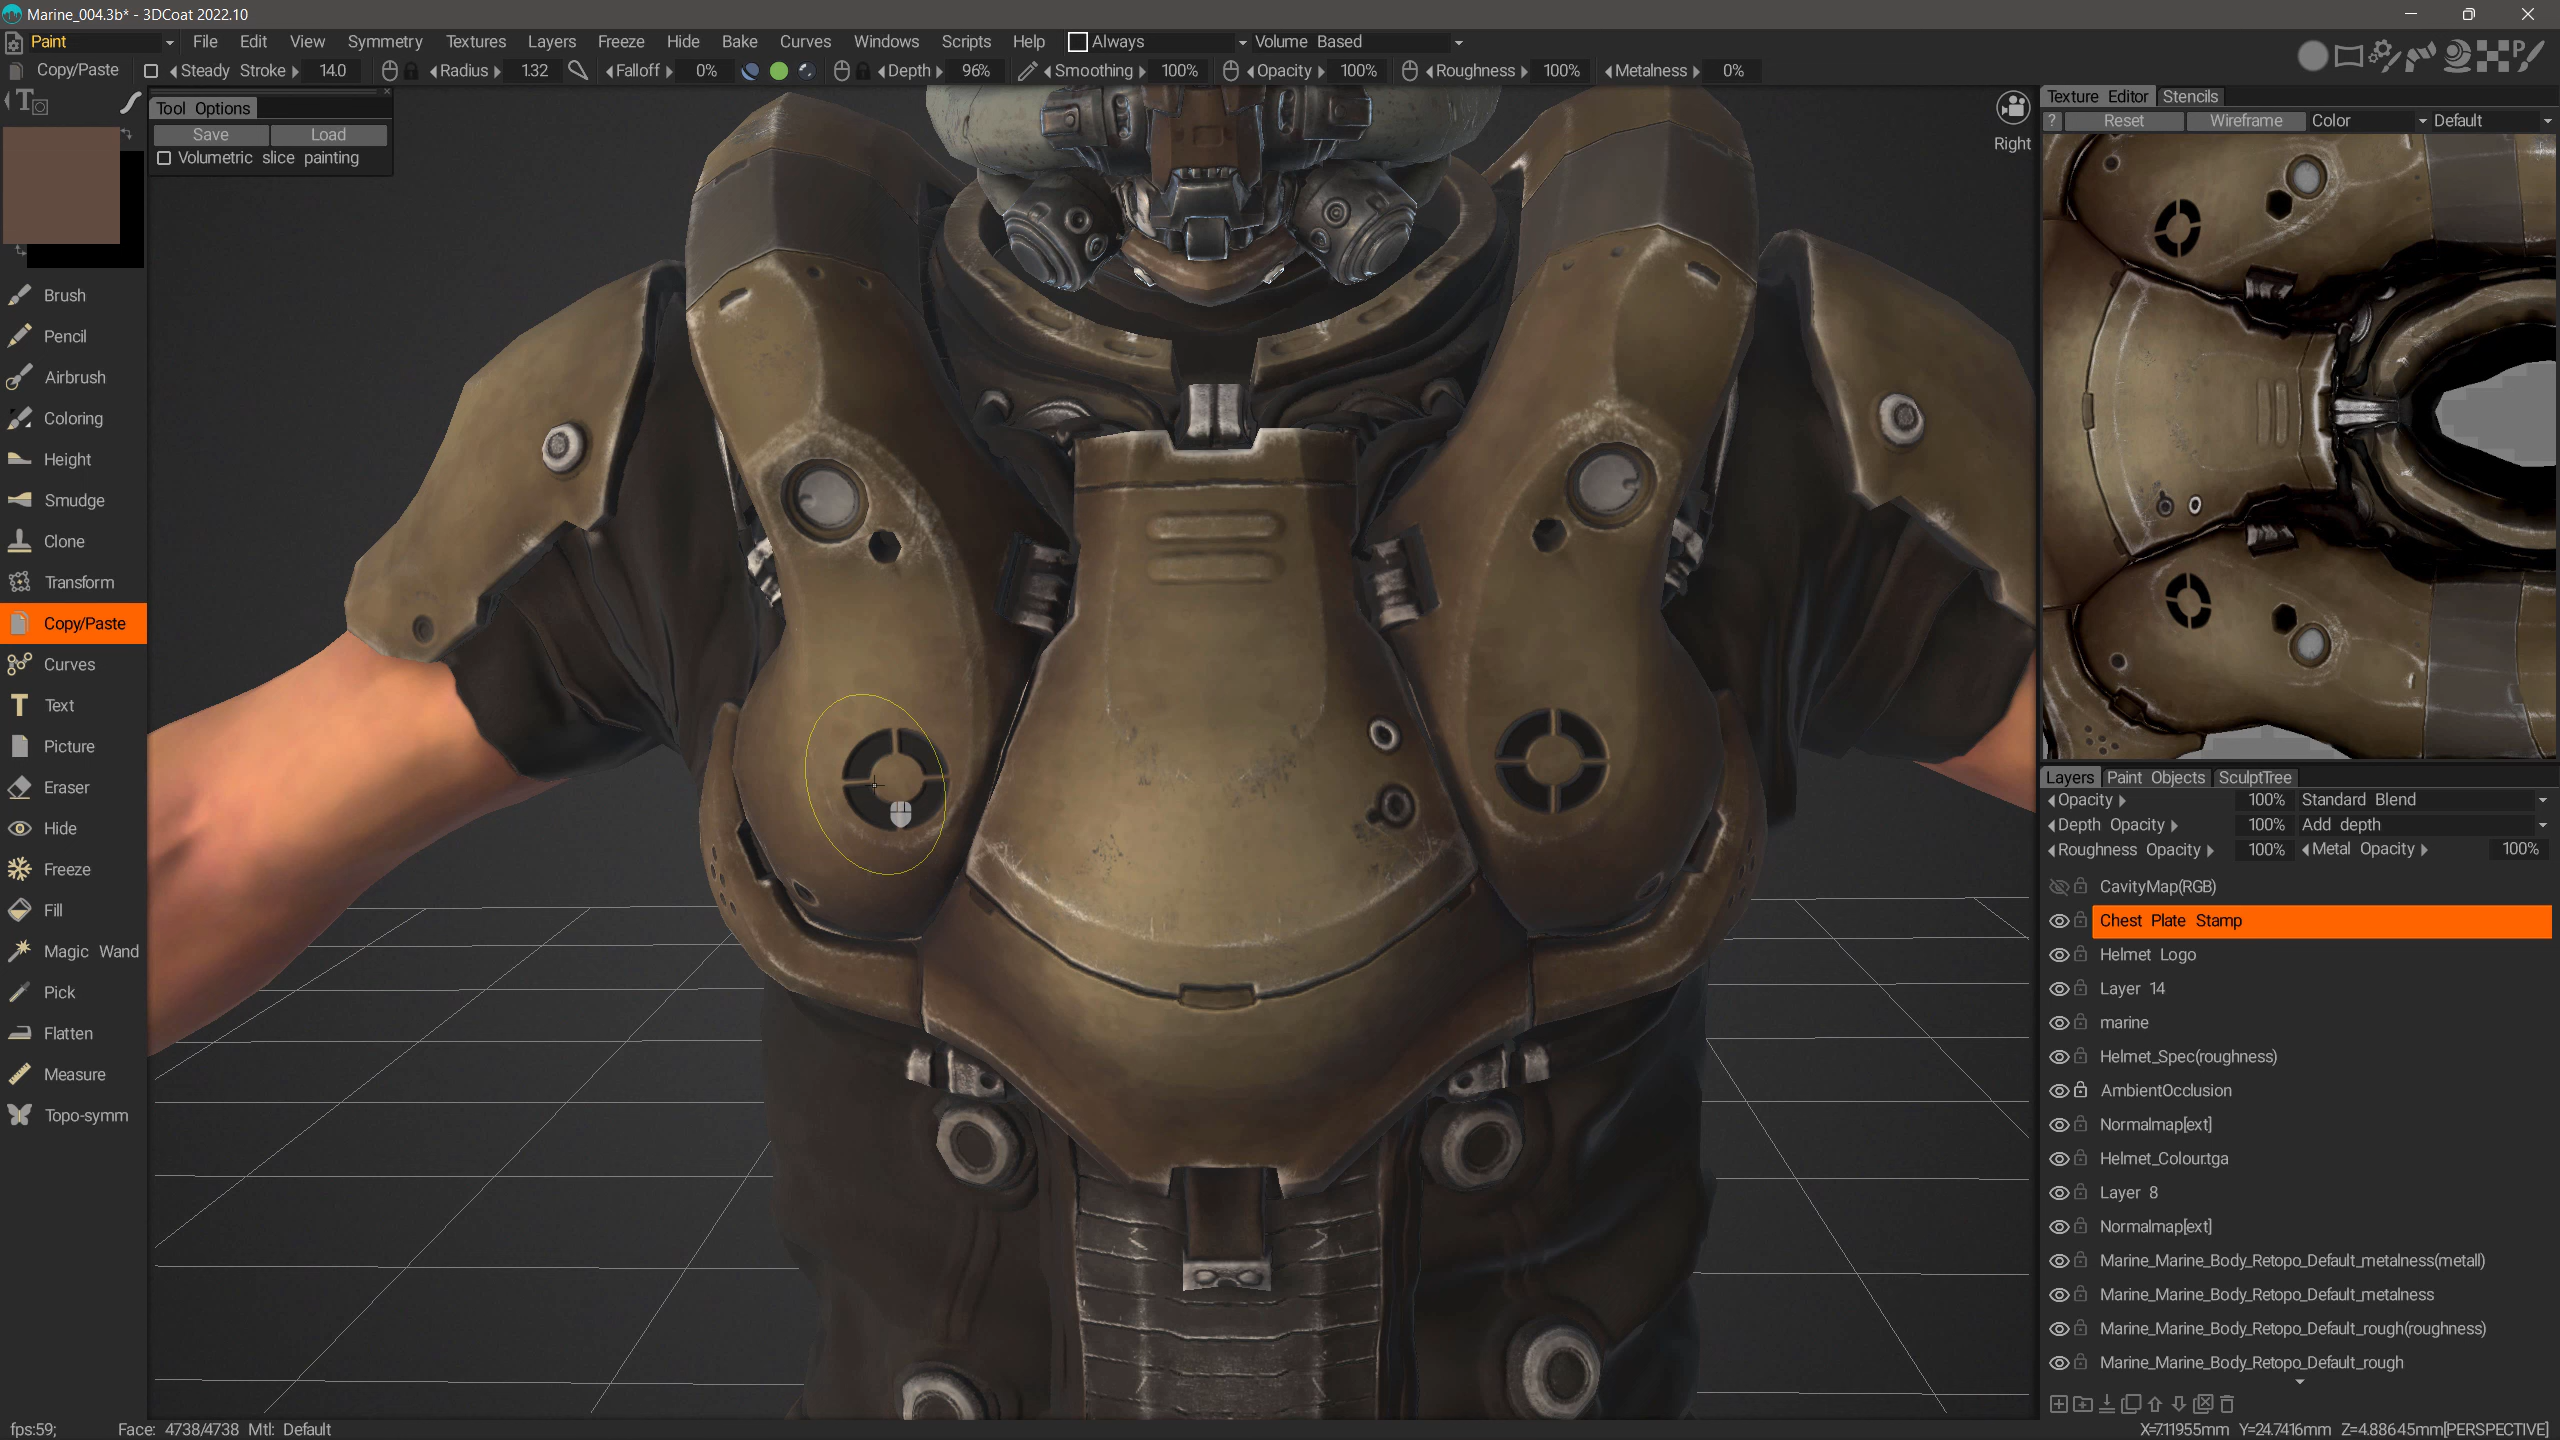 Marine_004.3b* - 3DCoat 2022.10
Paint File Edit View Symmetry Textures Layers Freeze Hide Bake Curves Windows Scripts Help Always Volume Based
Copy/Paste Steady Stroke 14.0 Radius 1.32 Falloff 0% Depth 96% Smoothing 100% Opacity 100% Roughness 100% Metalness 0%
Tool Options
Save Load
Volumetric slice painting
Right
Texture Editor Stencils
? Reset Wireframe Color Default
Brush
Pencil
Airbrush
Coloring
Height
Smudge
Clone
Transform
Copy/Paste
Curves
Text
Picture
Eraser
Hide
Freeze
Fill
Magic Wand
Pick
Flatten
Measure
Topo-symm
Layers Paint Objects SculptTree
Opacity 100% Standard Blend
Depth Opacity 100% Add depth
Roughness Opacity 100% Metal Opacity 100%
CavityMap(RGB)
Chest Plate Stamp
Helmet Logo
Layer 14
marine
Helmet_Spec(roughness)
AmbientOcclusion
Normalmap[ext]
Helmet_Colour.tga
Layer 8
Normalmap[ext]
Marine_Marine_Body_Retopo_Default_metalness(metall)
Marine_Marine_Body_Retopo_Default_metalness
Marine_Marine_Body_Retopo_Default_rough(roughness)
Marine_Marine_Body_Retopo_Default_rough
fps:59; Face: 4738/4738 Mtl: Default X=7.11955mm Y=24.7416mm Z=4.88645mm[PERSPECTIVE]